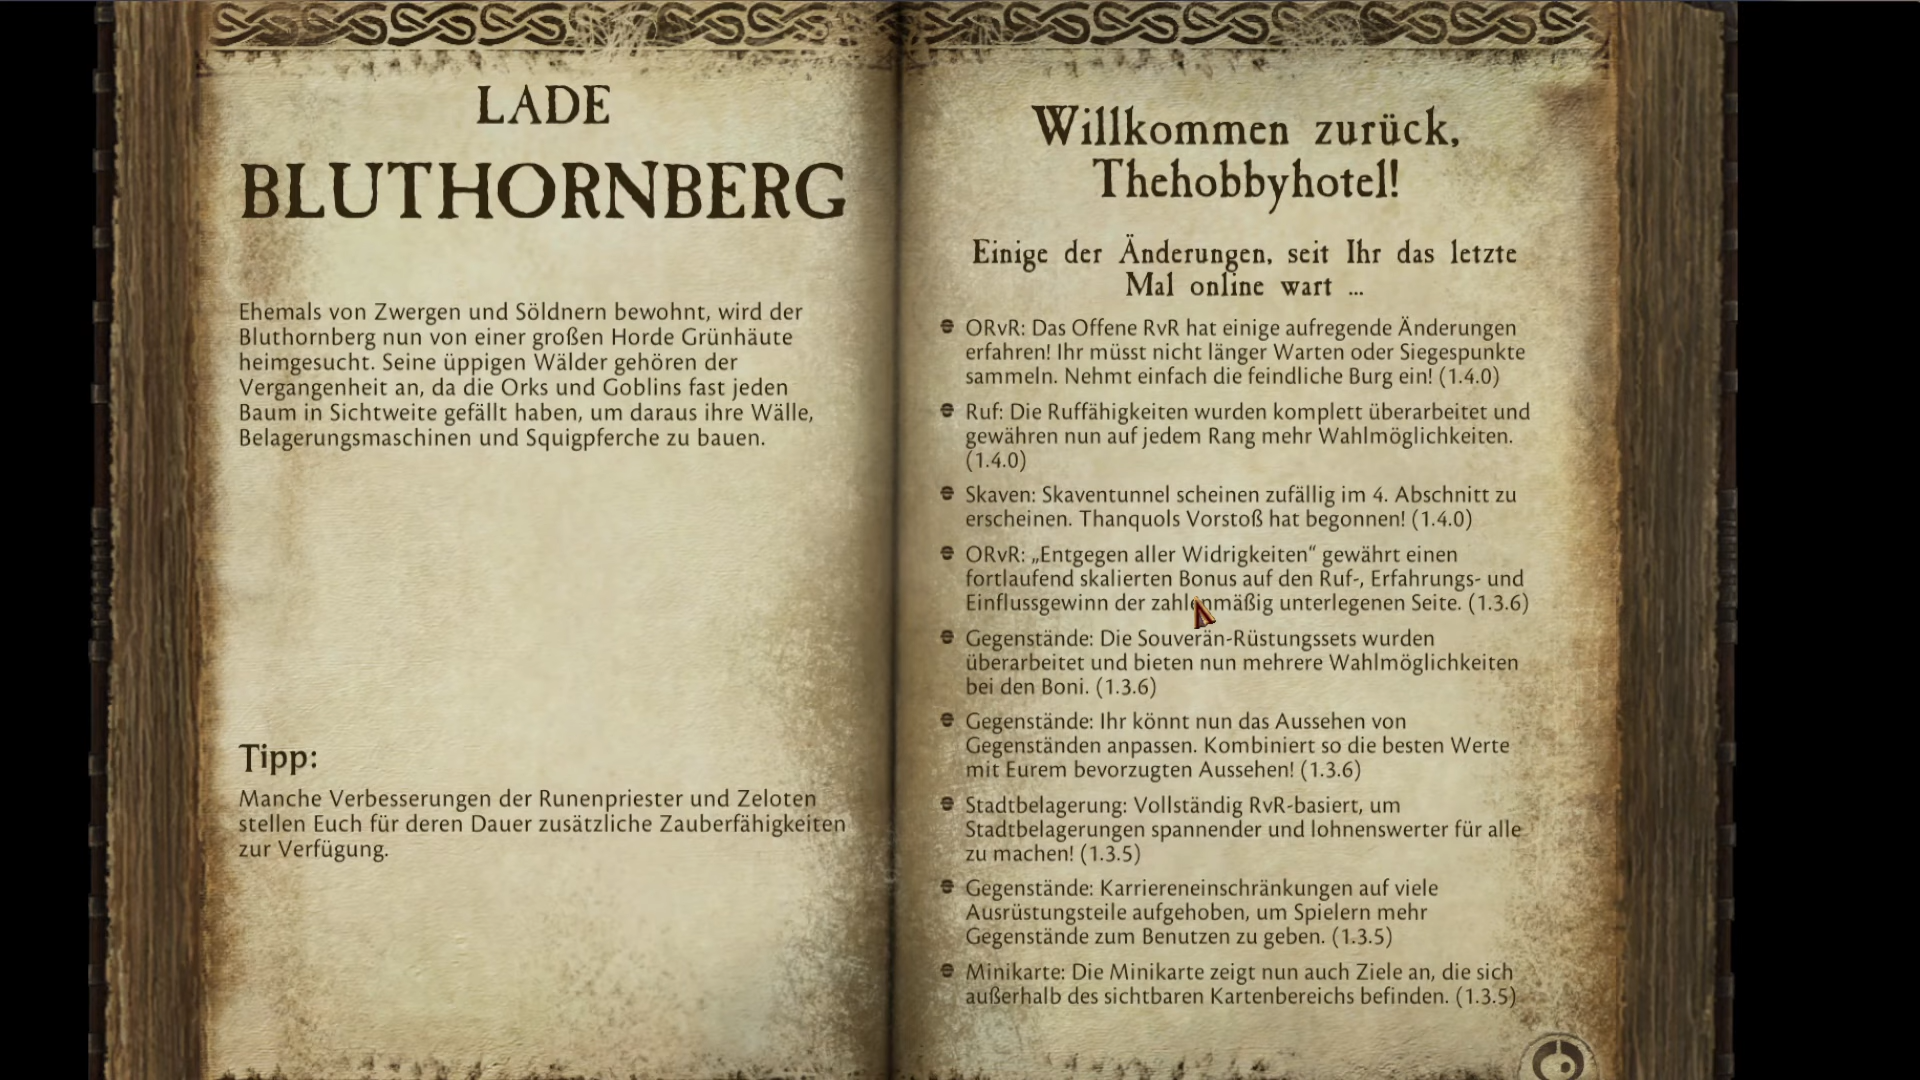 LADE
BLUTHORNBERG
Ehemals von Zwergen und Söldnern bewohnt, wird der
Bluthornberg nun von einer großen Horde Grünhäute
heimgesucht. Seine üppigen Wälder gehören der
Vergangenheit an, da die Orks und Goblins fast jeden
Baum in Sichtweite gefällt haben, um daraus ihre Wälle,
Belagerungsmaschinen und Squigpferche zu bauen.
Tipp:
Manche Verbesserungen der Runenpriester und Zeloten
stellen Euch für deren Dauer zusätzliche Zauberfähigkeiten
zur Verfügung.
Willkommen zurück,
Thehobbyhotel!
Einige der Änderungen, seit Ihr das letzte
Mal online wart ...
ORvR: Das Offene RvR hat einige aufregende Änderungen
erfahren! Ihr müsst nicht länger Warten oder Siegespunkte
sammeln. Nehmt einfach die feindliche Burg ein! (1.4.0)
Ruf: Die Ruffähigkeiten wurden komplett überarbeitet und
gewähren nun auf jedem Rang mehr Wahlmöglichkeiten.
(1.4.0)
Skaven: Skaventunnel scheinen zufällig im 4. Abschnitt zu
erscheinen. Thanquols Vorstoß hat begonnen! (1.4.0)
ORvR: „Entgegen aller Widrigkeiten“ gewährt einen
fortlaufend skalierten Bonus auf den Ruf-, Erfahrungs- und
Einflussgewinn der zahlenmäßig unterlegenen Seite. (1.3.6)
Gegenstände: Die Souverän-Rüstungssets wurden
überarbeitet und bieten nun mehrere Wahlmöglichkeiten
bei den Boni. (1.3.6)
Gegenstände: Ihr könnt nun das Aussehen von
Gegenständen anpassen. Kombiniert so die besten Werte
mit Eurem bevorzugten Aussehen! (1.3.6)
Stadtbelagerung: Vollständig RvR-basiert, um
Stadtbelagerungen spannender und lohnenswerter für alle
zu machen! (1.3.5)
Gegenstände: Karriereneinschränkungen auf viele
Ausrüstungsteile aufgehoben, um Spielern mehr
Gegenstände zum Benutzen zu geben. (1.3.5)
Minikarte: Die Minikarte zeigt nun auch Ziele an, die sich
außerhalb des sichtbaren Kartenbereichs befinden. (1.3.5)